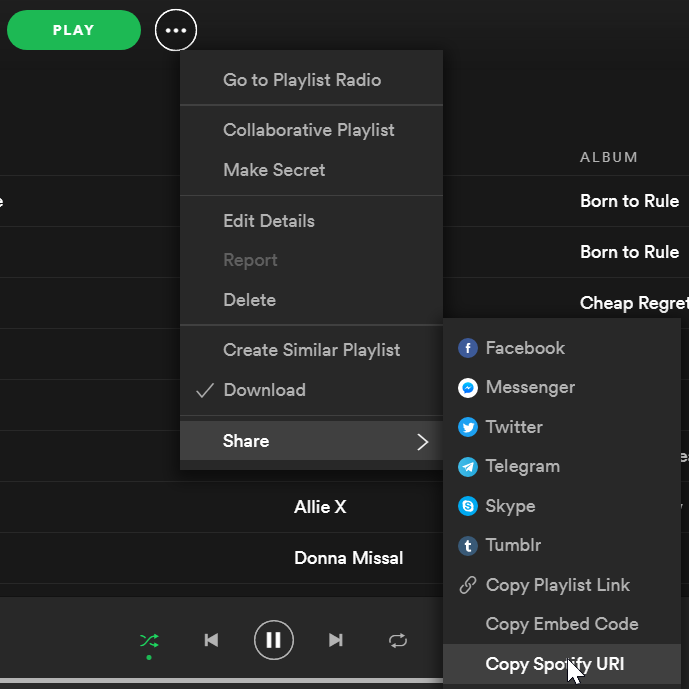 PLAY
Go to Playlist Radio
Collaborative Playlist
Make Secret
Edit Details
Report
Delete
Create Similar Playlist
Download
Share
ALBUM
Born to Rule
Born to Rule
Cheap Regret
Allie X
Donna Missal
Facebook
Messenger
Twitter
Telegram
Skype
Tumblr
Copy Playlist Link
Copy Embed Code
Copy Spotify URI